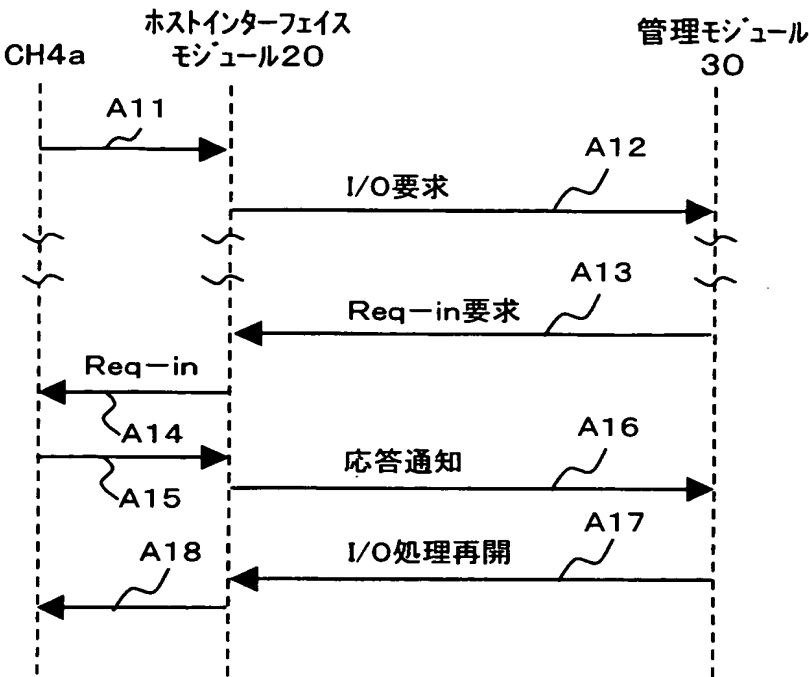 CH4a
ホストインターフェイス
モジュール20
管理モジュール
30
A11
A12
I/O要求
A13
Req-in要求
Req-in
A14
A15
A16
応答通知
A17
I/O処理再開
A18